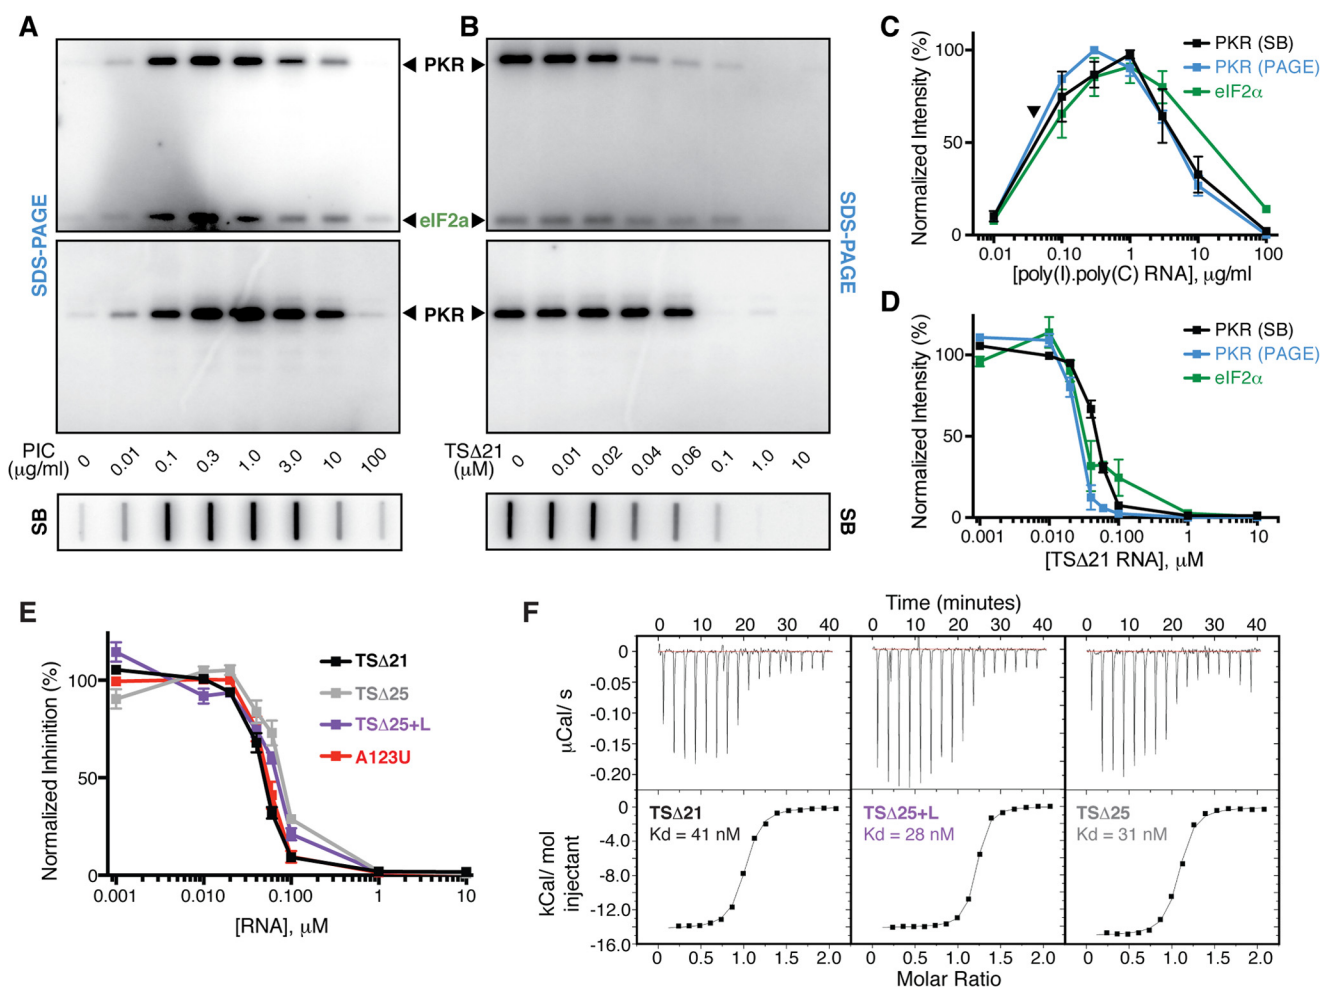 A
B
SDS-PAGE
PKR
eIF2a
PKR
SDS-PAGE
PIC
(μg/ml)
0 0.01 0.1 0.3 1.0 3.0 10 100
TSΔ21
(μM)
0 0.01 0.02 0.04 0.06 0.1 1.0 10
SB
SB
C
Normalized Intensity (%)
100
50
0
PKR (SB)
PKR (PAGE)
eIF2α
0.01 0.10 1 10 100
[poly(I).poly(C) RNA], μg/ml
D
Normalized Intensity (%)
100
50
0
PKR (SB)
PKR (PAGE)
eIF2α
0.001 0.010 0.100 1 10
[TSΔ21 RNA], μM
E
Normalized Inhinition (%)
100
50
0
TSΔ21
TSΔ25
TSΔ25+L
A123U
0.001 0.010 0.100 1 10
[RNA], μM
F
Time (minutes)
0 10 20 30 40 0 10 20 30 40 0 10 20 30 40
μCal/ s
0
-0.05
-0.10
-0.15
-0.20
kCal/ mol
injectant
0
-4.0
-8.0
-12.0
-16.0
TSΔ21
Kd = 41 nM
TSΔ25+L
Kd = 28 nM
TSΔ25
Kd = 31 nM
0 0.5 1.0 1.5 2.0 0 0.5 1.0 1.5 2.0 0 0.5 1.0 1.5 2.0
Molar Ratio